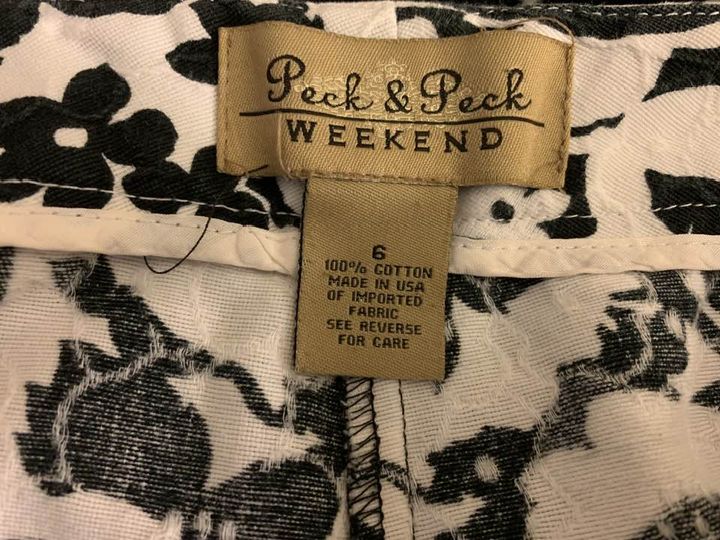 Peck & Peck
WEEKEND
6
100% COTTON
MADE IN USA
OF IMPORTED
FABRIC
SEE REVERSE
FOR CARE